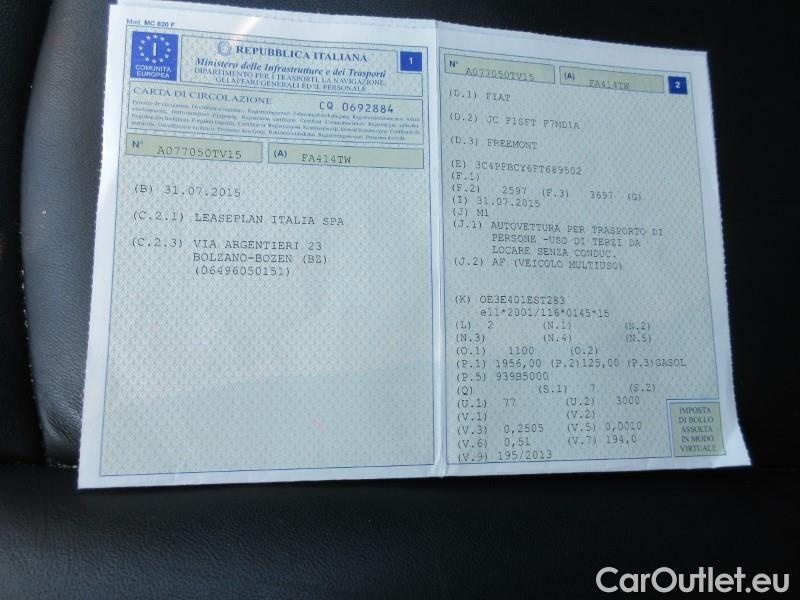 Mod. MC 820 F
I
COMUNITÀ
EUROPEA
REPUBBLICA ITALIANA
Ministero delle Infrastrutture e dei Trasporti
DIPARTIMENTO PER I TRASPORTI, LA NAVIGAZIONE,
GLI AFFARI GENERALI ED IL PERSONALE
1
CARTA DI CIRCOLAZIONE
CQ 0692884
N° A077050TV15 (A) FA414TW
(B) 31.07.2015
(C.2.1) LEASEPLAN ITALIA SPA
(C.2.3) VIA ARGENTIERI 23
BOLZANO-BOZEN (BZ)
(06496050151)
N° A077050TV15 (A) FA414TW
2
(D.1) FIAT
(D.2) JC F1SFT F7MD1A
(D.3) FREEMONT
(E) 3C4PFBCY6FT689502
(F.1)
(F.2) 2597 (F.3) 3697 (G)
(I) 31.07.2015
(J) M1
(J.1) AUTOVETTURA PER TRASPORTO DI
PERSONE -USO DI TERZI DA
LOCARE SENZA CONDUC.
(J.2) AF (VEICOLO MULTIUSO)
(K) OE3E401EST283
e11*2001/116*0145*15
(L) 2 (N.1) (N.2)
(N.3) (N.4) (N.5)
(O.1) 1100 (O.2)
(P.1) 1956,00 (P.2)125,00 (P.3)GASOL
(P.5) 939B5000
(Q) (S.1) 7 (S.2)
(U.1) 77 (U.2) 3000
(V.1) (V.2)
(V.3) 0,2505 (V.5) 0,0010
(V.6) 0,51 (V.7) 194,0
(V.9) 195/2013
IMPOSTA
DI BOLLO
ASSOLTA
IN MODO
VIRTUALE
CarOutlet.eu